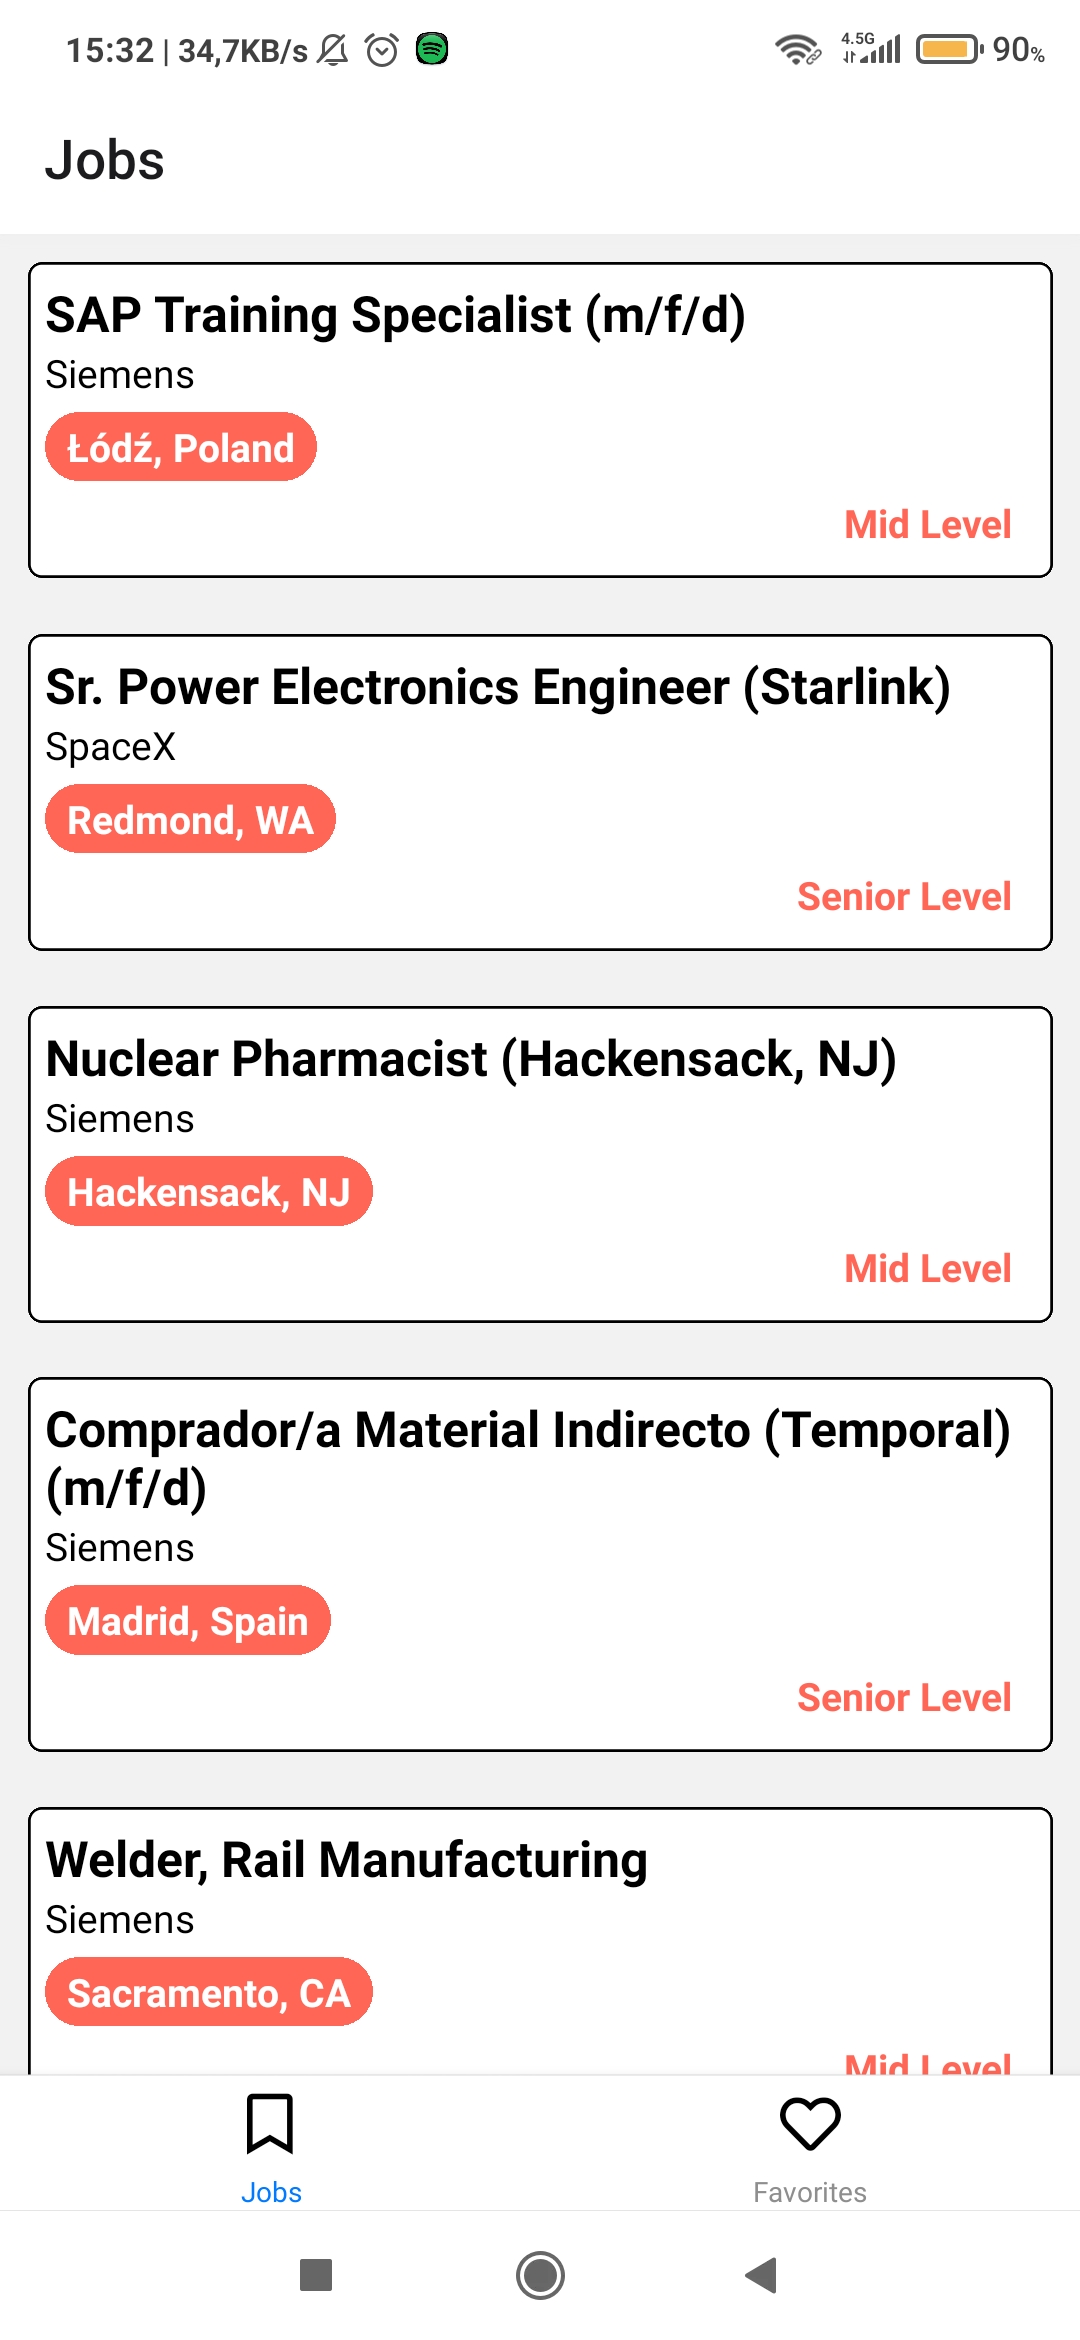 15:32 | 34,7KB/s
4.5G
90%
Jobs
SAP Training Specialist (m/f/d)
Siemens
Łódź, Poland
Mid Level
Sr. Power Electronics Engineer (Starlink)
SpaceX
Redmond, WA
Senior Level
Nuclear Pharmacist (Hackensack, NJ)
Siemens
Hackensack, NJ
Mid Level
Comprador/a Material Indirecto (Temporal)
(m/f/d)
Siemens
Madrid, Spain
Senior Level
Welder, Rail Manufacturing
Siemens
Sacramento, CA
Mid Level
Jobs
Favorites